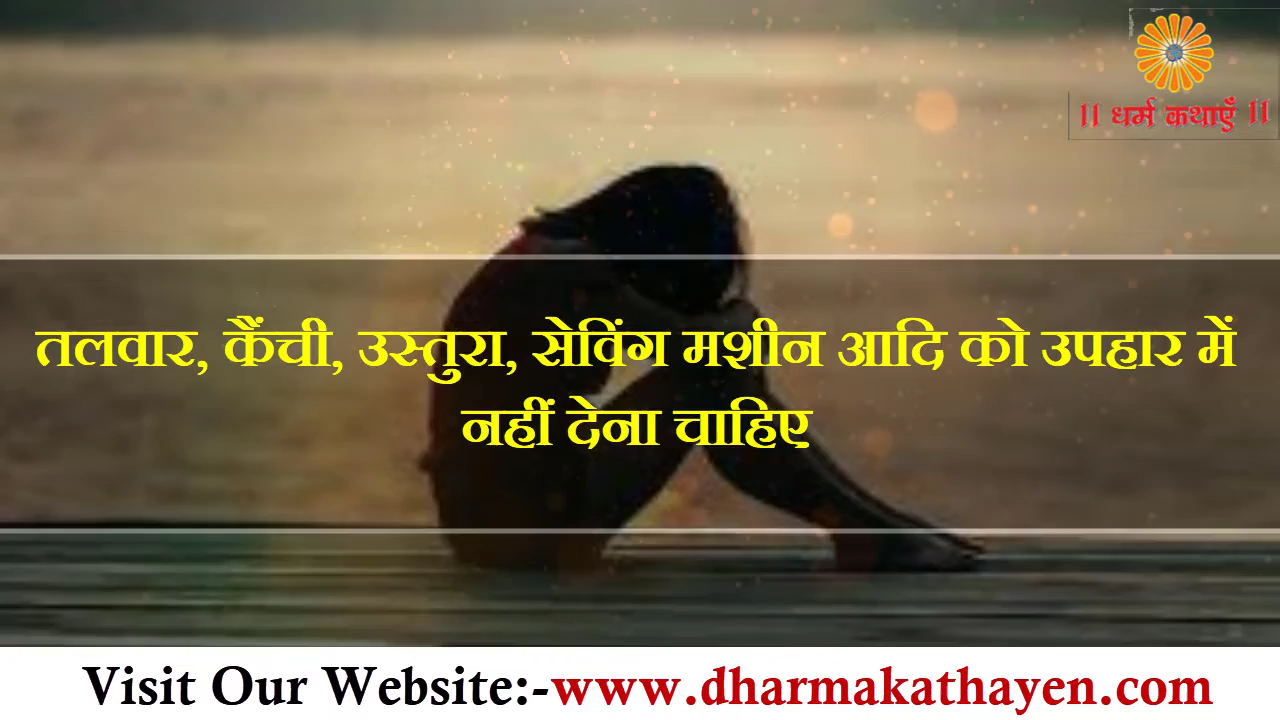 ॥ धर्म कथाएँ ॥
तलवार, कैंची, उस्तुरा, सेविंग मशीन आदि को उपहार में
नहीं देना चाहिए
Visit Our Website:-www.dharmakathayen.com